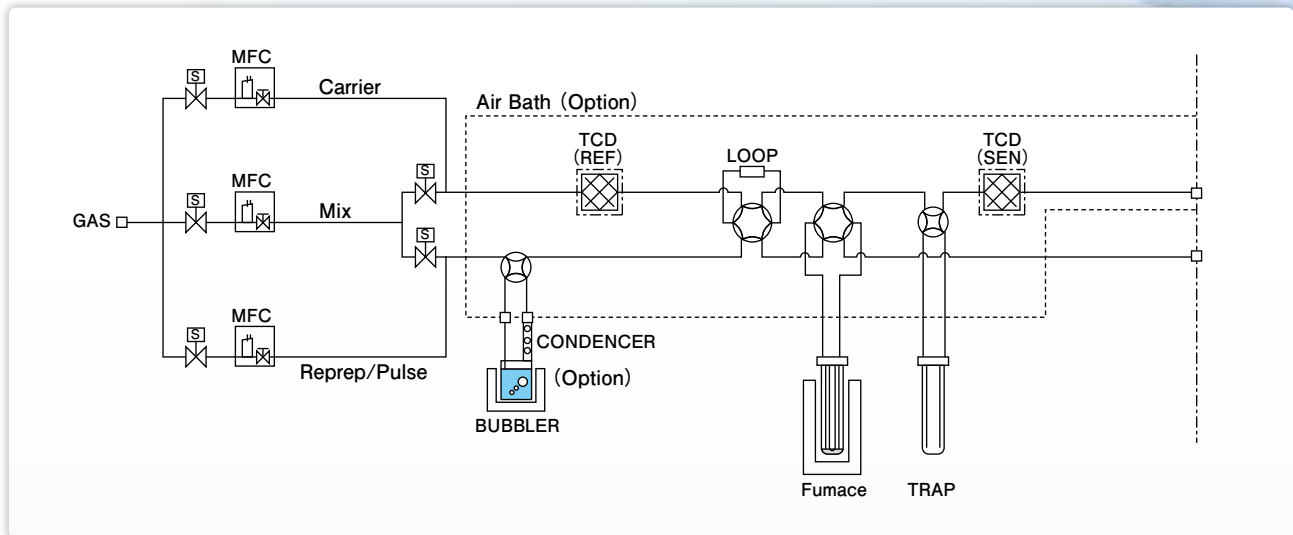 MFC
S
Carrier
Air Bath (Option)
TCD
(REF)
LOOP
TCD
(SEN)
MFC
S
S
Mix
GAS
S
MFC
S
CONDENCER
Reprep/Pulse
(Option)
BUBBLER
Fumace
TRAP